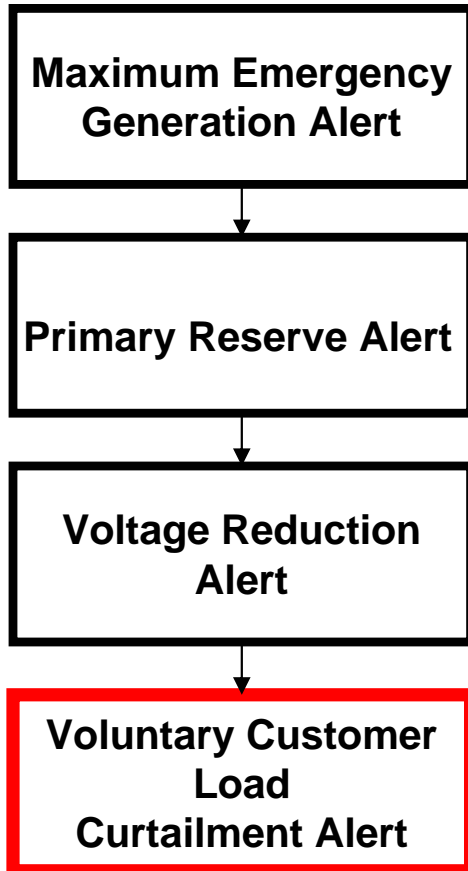 Maximum Emergency
Generation Alert
Primary Reserve Alert
Voltage Reduction
Alert
Voluntary Customer
Load
Curtailment Alert